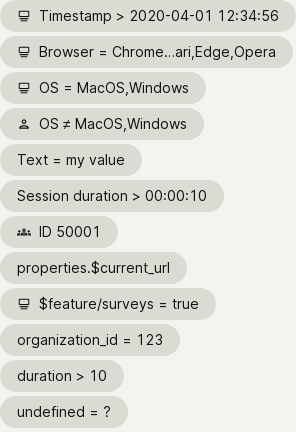 Timestamp > 2020-04-01 12:34:56
Browser = Chrome...ari,Edge,Opera
OS = MacOS,Windows
OS ≠ MacOS,Windows
Text = my value
Session duration > 00:00:10
ID 50001
properties.$current_url
$feature/surveys = true
organization_id = 123
duration > 10
undefined = ?